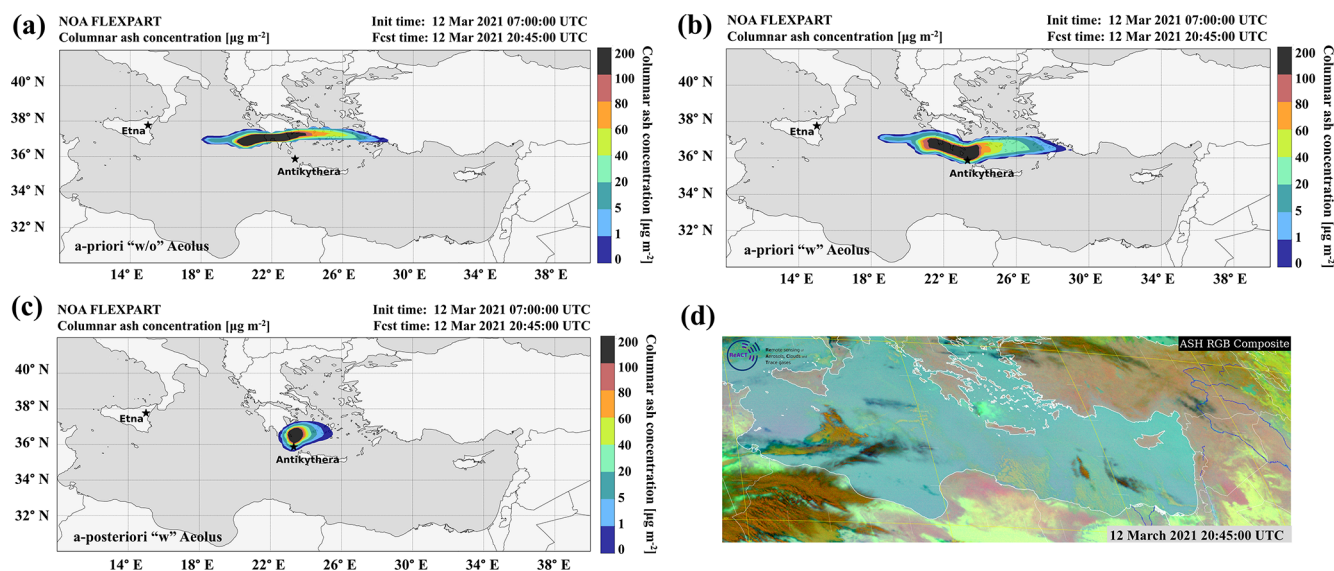 (a)
NOA FLEXPART Init time: 12 Mar 2021 07:00:00 UTC
Columnar ash concentration [µg m-2] Fcst time: 12 Mar 2021 20:45:00 UTC
40° N
38° N
36° N
34° N
32° N
Etna
Antikythera
a-priori “w/o” Aeolus
14° E 18° E 22° E 26° E 30° E 34° E 38° E
200
100
80
60
40
20
5
1
0
Columnar ash concentration [µg m-2]
(b)
NOA FLEXPART Init time: 12 Mar 2021 07:00:00 UTC
Columnar ash concentration [µg m-2] Fcst time: 12 Mar 2021 20:45:00 UTC
40° N
38° N
36° N
34° N
32° N
Etna
Antikythera
a-priori “w” Aeolus
14° E 18° E 22° E 26° E 30° E 34° E 38° E
200
100
80
60
40
20
5
1
0
Columnar ash concentration [µg m-2]
(c)
NOA FLEXPART Init time: 12 Mar 2021 07:00:00 UTC
Columnar ash concentration [µg m-2] Fcst time: 12 Mar 2021 20:45:00 UTC
40° N
38° N
36° N
34° N
32° N
Etna
Antikythera
a-posteriori “w” Aeolus
14° E 18° E 22° E 26° E 30° E 34° E 38° E
200
100
80
60
40
20
5
1
0
Columnar ash concentration [µg m-2]
(d)
ReACT
Remote sensing of
Aerosols, Clouds and
Trace gases
ASH RGB Composite
12 March 2021 20:45:00 UTC